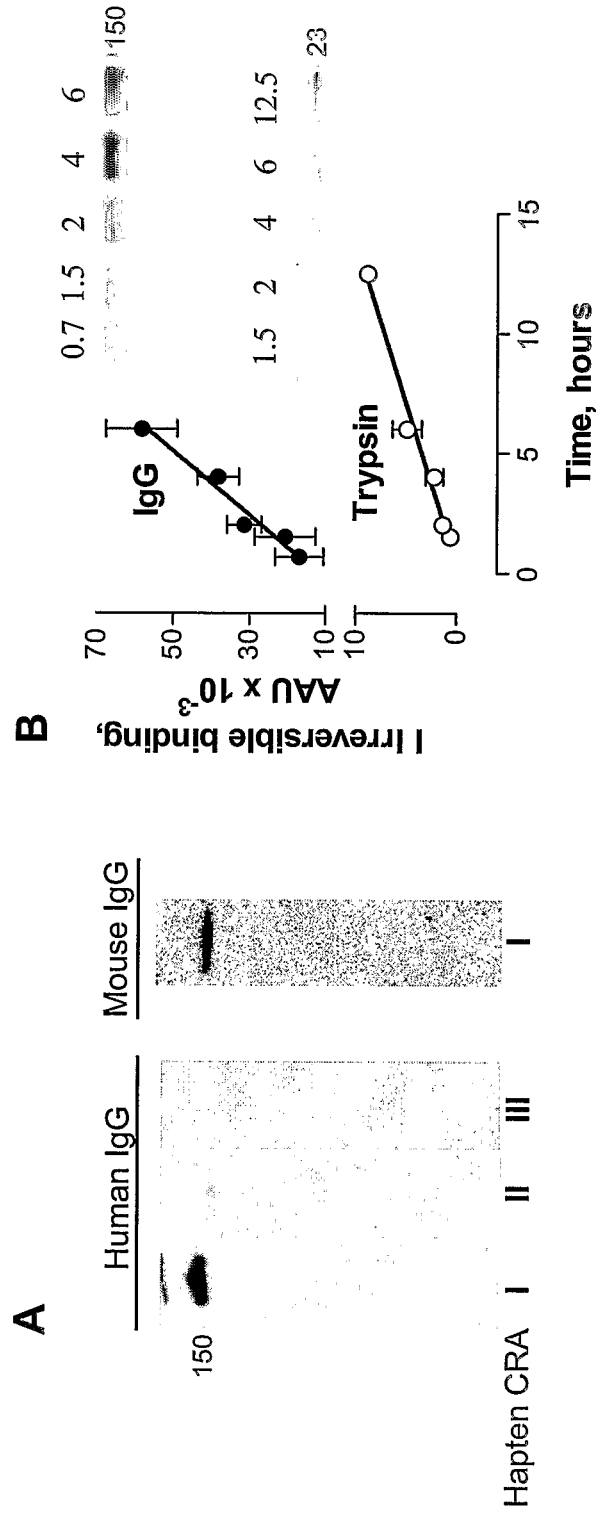 A
Human IgG
Mouse IgG
150
Hapten CRA I II III I
B
I Irreversible binding,
AAU x 10-3
70
50
30
10
10
0
IgG
0.7 1.5 2 4 6
150
Trypsin
1.5 2 4 6 12.5
23
0 5 10 15
Time, hours